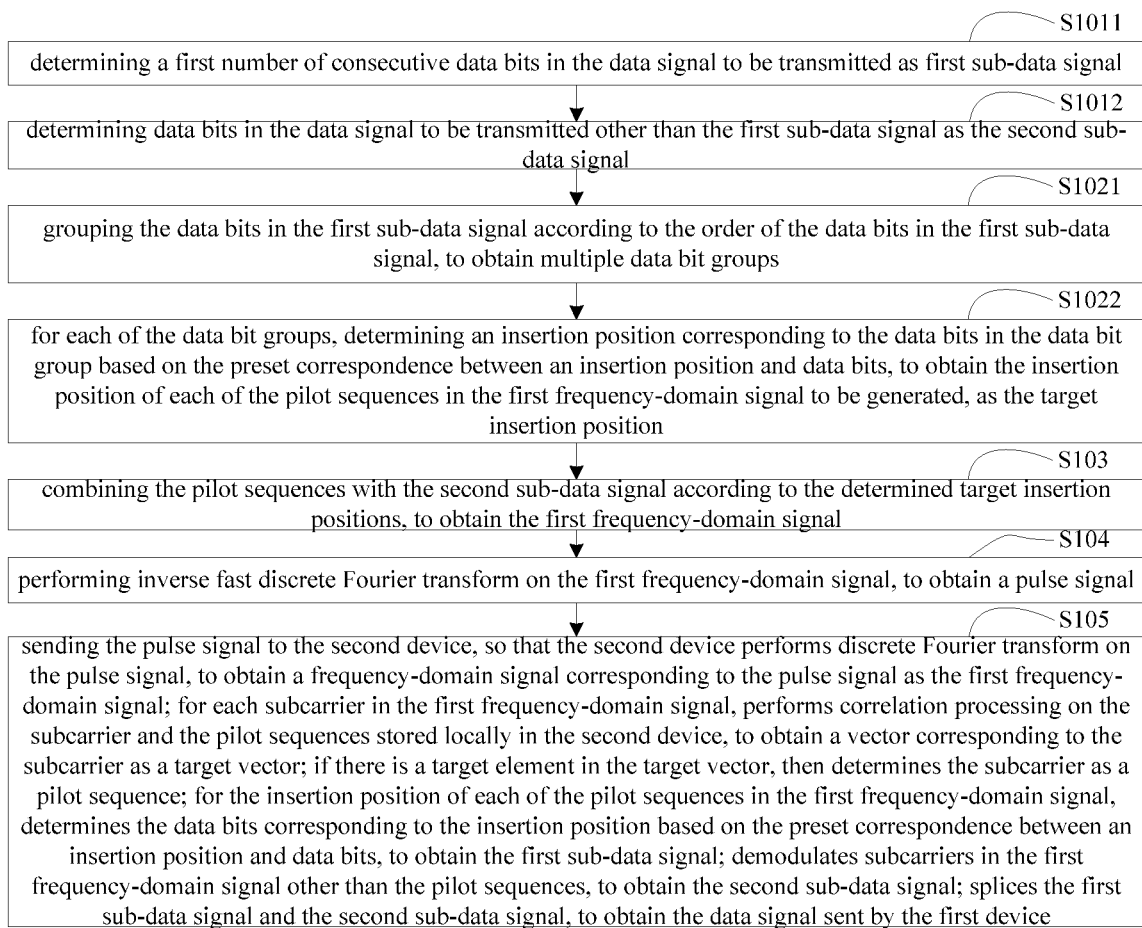 S1011
determining a first number of consecutive data bits in the data signal to be transmitted as first sub-data signal
S1012
determining data bits in the data signal to be transmitted other than the first sub-data signal as the second sub-
data signal
S1021
grouping the data bits in the first sub-data signal according to the order of the data bits in the first sub-data
signal, to obtain multiple data bit groups
S1022
for each of the data bit groups, determining an insertion position corresponding to the data bits in the data bit
group based on the preset correspondence between an insertion position and data bits, to obtain the insertion
position of each of the pilot sequences in the first frequency-domain signal to be generated, as the target
insertion position
S103
combining the pilot sequences with the second sub-data signal according to the determined target insertion
positions, to obtain the first frequency-domain signal
S104
performing inverse fast discrete Fourier transform on the first frequency-domain signal, to obtain a pulse signal
S105
sending the pulse signal to the second device, so that the second device performs discrete Fourier transform on
the pulse signal, to obtain a frequency-domain signal corresponding to the pulse signal as the first frequency-
domain signal; for each subcarrier in the first frequency-domain signal, performs correlation processing on the
subcarrier and the pilot sequences stored locally in the second device, to obtain a vector corresponding to the
subcarrier as a target vector; if there is a target element in the target vector, then determines the subcarrier as a
pilot sequence; for the insertion position of each of the pilot sequences in the first frequency-domain signal,
determines the data bits corresponding to the insertion position based on the preset correspondence between an
insertion position and data bits, to obtain the first sub-data signal; demodulates subcarriers in the first
frequency-domain signal other than the pilot sequences, to obtain the second sub-data signal; splices the first
sub-data signal and the second sub-data signal, to obtain the data signal sent by the first device